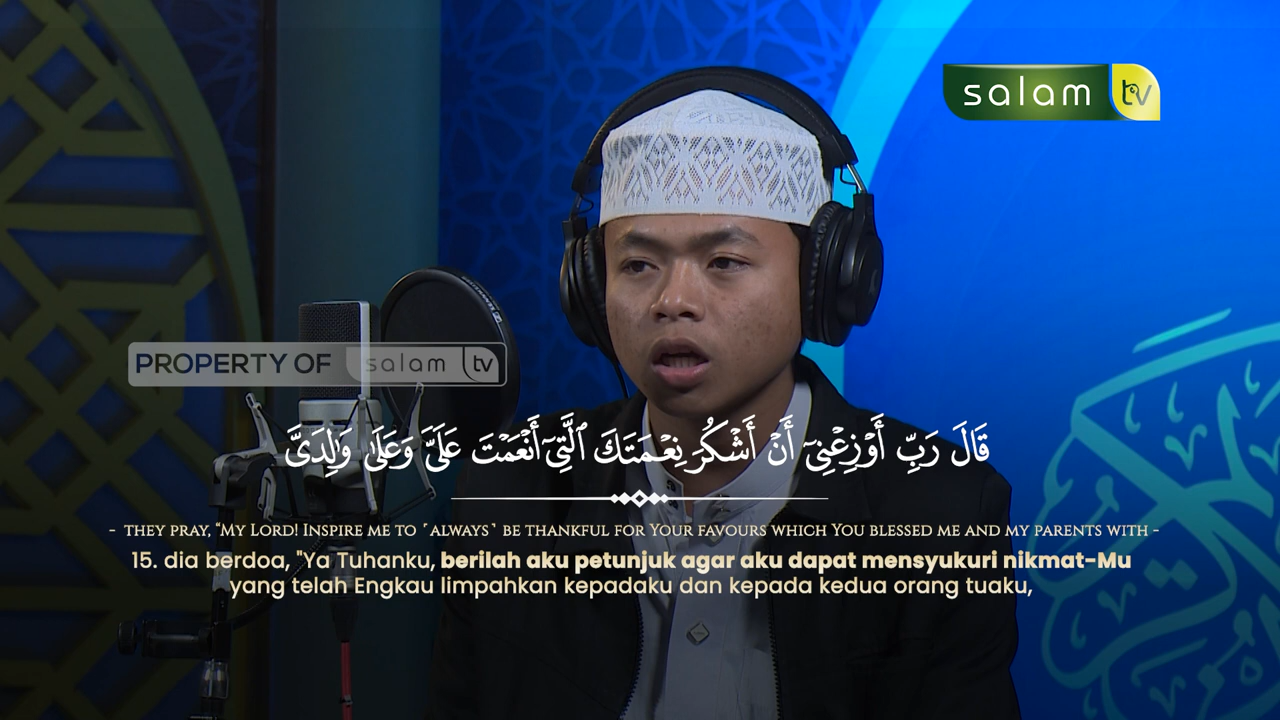 salam tv
PROPERTY OF salam tv
قَالَ رَبِّ أَوْزِعْنِىٓ أَنْ أَشْكُرَ نِعْمَتَكَ ٱلَّتِىٓ أَنْعَمْتَ عَلَىَّ وَعَلَىٰ وَٰلِدَىَّ
- THEY PRAY, “MY LORD! INSPIRE ME TO ˹ALWAYS˺ BE THANKFUL FOR YOUR FAVOURS WHICH YOU BLESSED ME AND MY PARENTS WITH -
15. dia berdoa, "Ya Tuhanku, berilah aku petunjuk agar aku dapat mensyukuri nikmat-Mu
yang telah Engkau limpahkan kepadaku dan kepada kedua orang tuaku,